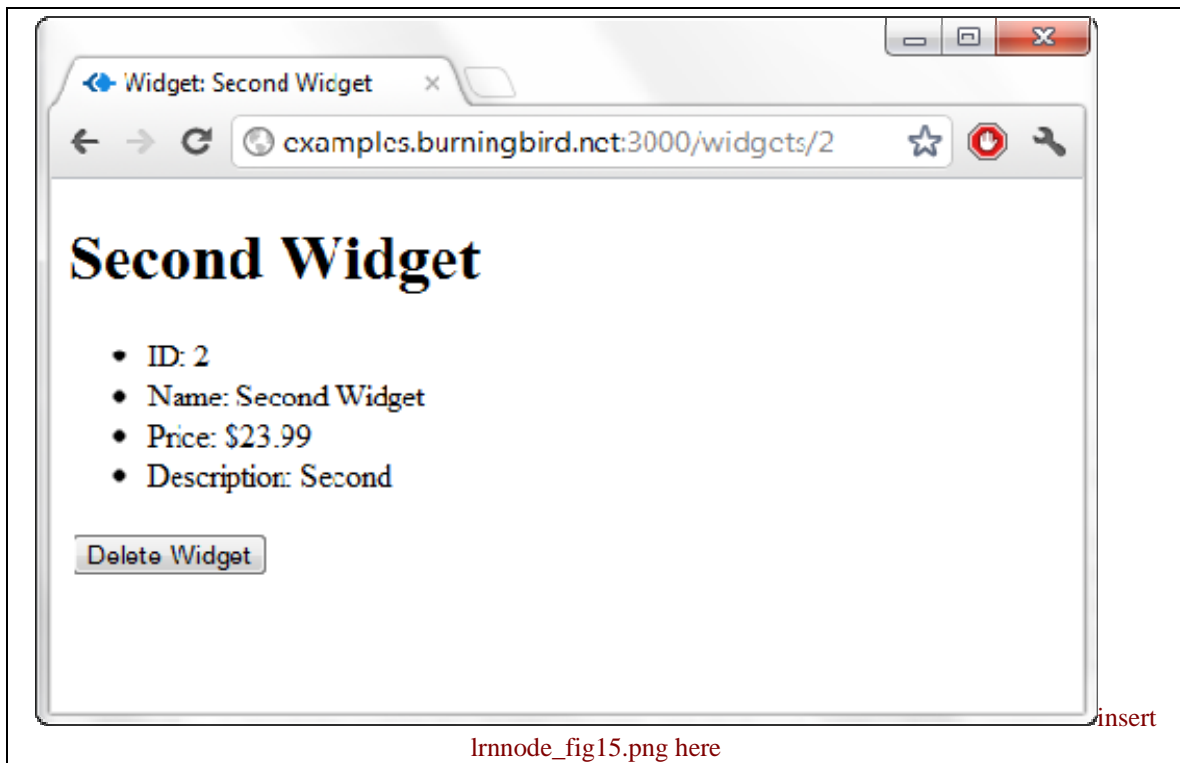 Widget: Second Widget
examples.burningbird.net:3000/widgets/2
Second Widget
• ID: 2
• Name: Second Widget
• Price: $23.99
• Description: Second
Delete Widget
insert
lrnnode_fig15.png here